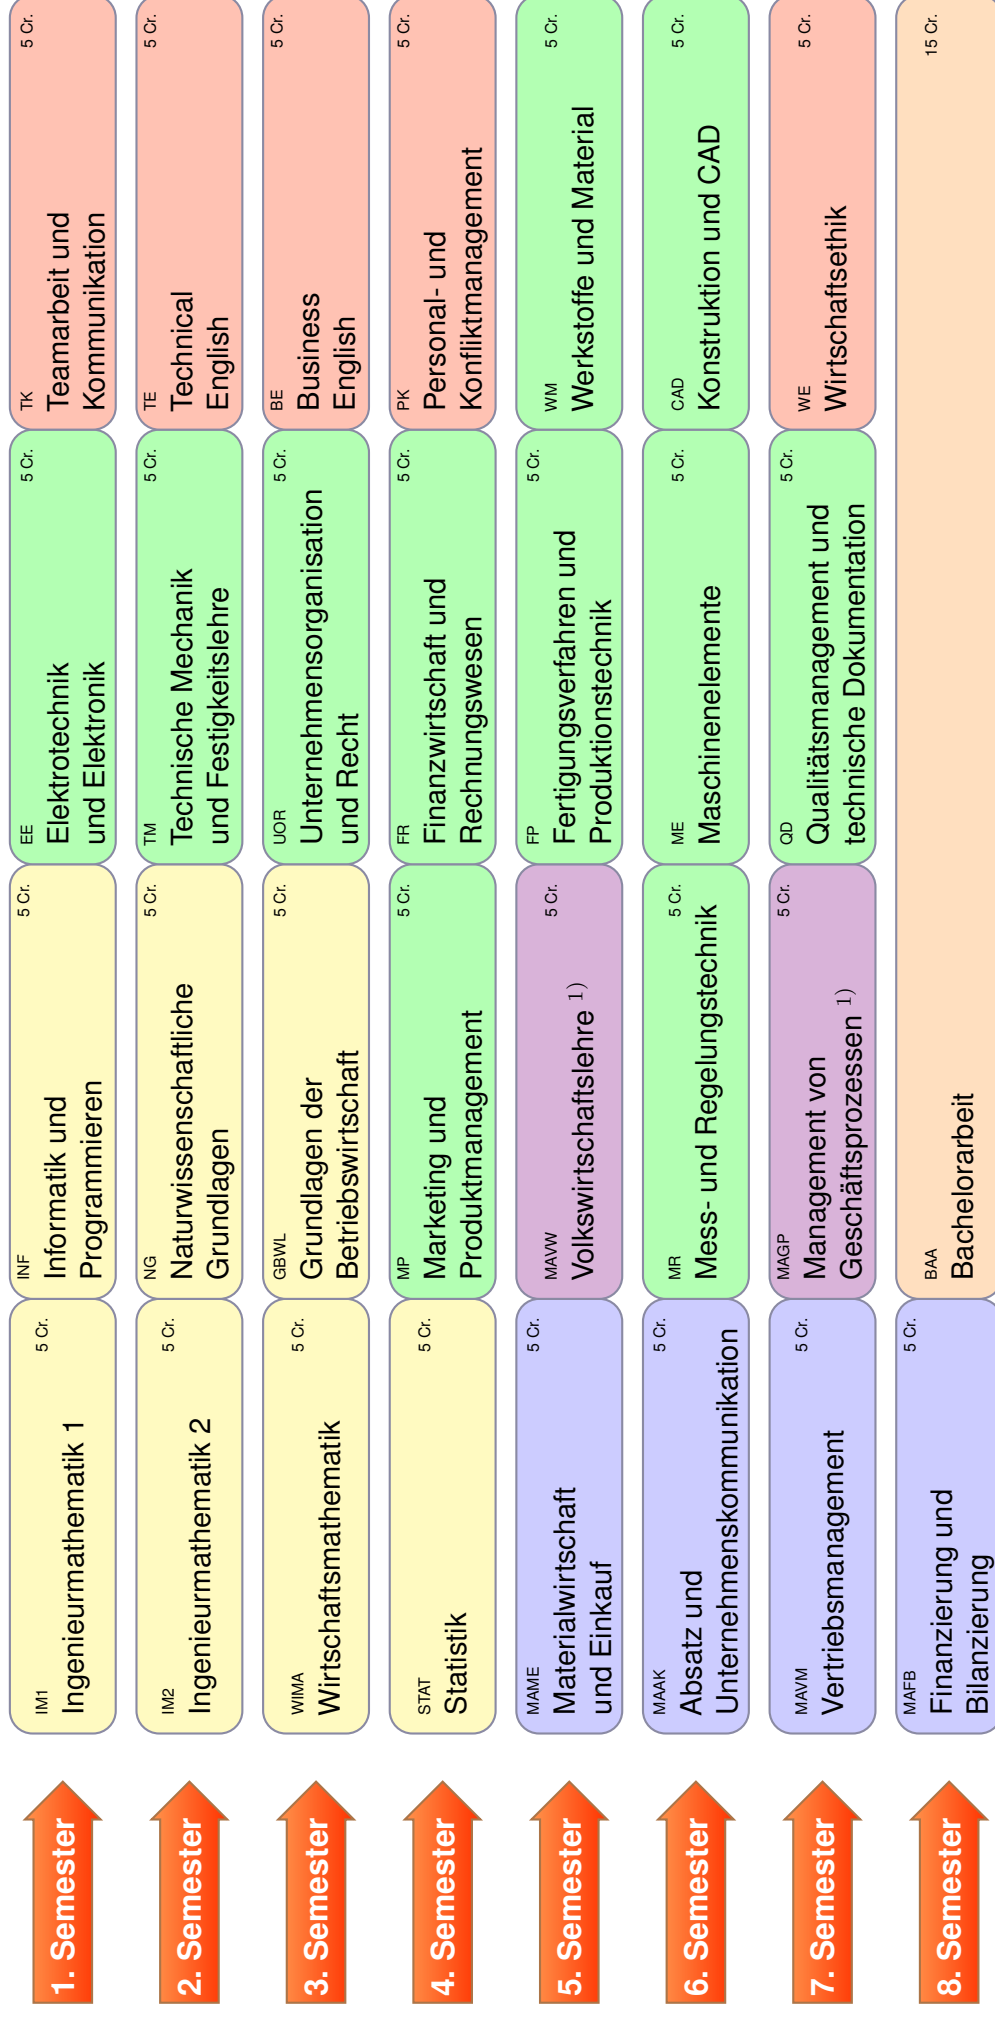 1. Semester
IM1
5 Cr.
Ingenieurmathematik 1
INF
5 Cr.
Informatik und
Programmieren
EE
5 Cr.
Elektrotechnik
und Elektronik
TK
5 Cr.
Teamarbeit und
Kommunikation
2. Semester
IM2
5 Cr.
Ingenieurmathematik 2
NG
5 Cr.
Naturwissenschaftliche
Grundlagen
TM
5 Cr.
Technische Mechanik
und Festigkeitslehre
TE
5 Cr.
Technical
English
3. Semester
WIMA
5 Cr.
Wirtschaftsmathematik
GBWL
5 Cr.
Grundlagen der
Betriebswirtschaft
UOR
5 Cr.
Unternehmensorganisation
und Recht
BE
5 Cr.
Business
English
4. Semester
STAT
5 Cr.
Statistik
MP
5 Cr.
Marketing und
Produktmanagement
FR
5 Cr.
Finanzwirtschaft und
Rechnungswesen
PK
5 Cr.
Personal- und
Konfliktmanagement
5. Semester
MAME
5 Cr.
Materialwirtschaft
und Einkauf
MAVW
5 Cr.
Volkswirtschaftslehre 1)
FP
5 Cr.
Fertigungsverfahren und
Produktionstechnik
WM
5 Cr.
Werkstoffe und Material
6. Semester
MAAK
5 Cr.
Absatz und
Unternehmenskommunikation
MR
5 Cr.
Mess- und Regelungstechnik
ME
5 Cr.
Maschinenelemente
CAD
5 Cr.
Konstruktion und CAD
7. Semester
MAVM
5 Cr.
Vertriebsmanagement
MAGP
5 Cr.
Management von
Geschäftsprozessen 1)
QD
5 Cr.
Qualitätsmanagement und
technische Dokumentation
WE
5 Cr.
Wirtschaftsethik
8. Semester
MAFB
5 Cr.
Finanzierung und
Bilanzierung
BAA
15 Cr.
Bachelorarbeit